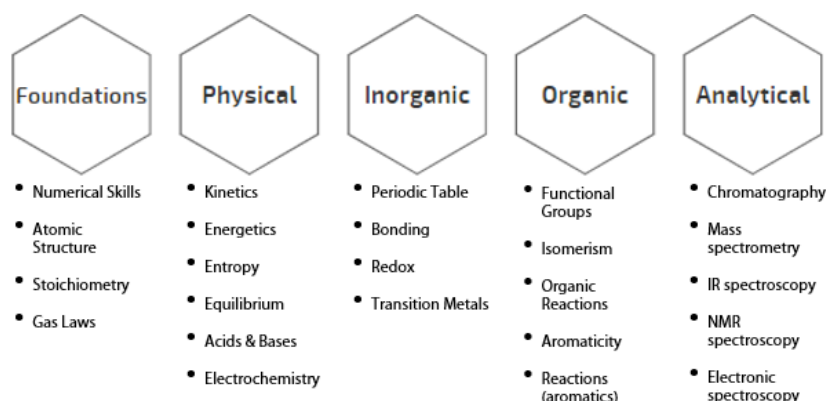 Foundations
Numerical Skills
Atomic
Structure
Stoichiometry
Gas Laws
Physical
Kinetics
Energetics
Entropy
Equilibrium
Acids & Bases
Electrochemistry
Inorganic
Periodic Table
Bonding
Redox
Transition Metals
Organic
Functional
Groups
Isomerism
Organic
Reactions
Aromaticity
Reactions
(aromatics)
Analytical
Chromatography
Mass
spectrometry
IR spectroscopy
NMR
spectroscopy
Electronic
spectroscopy